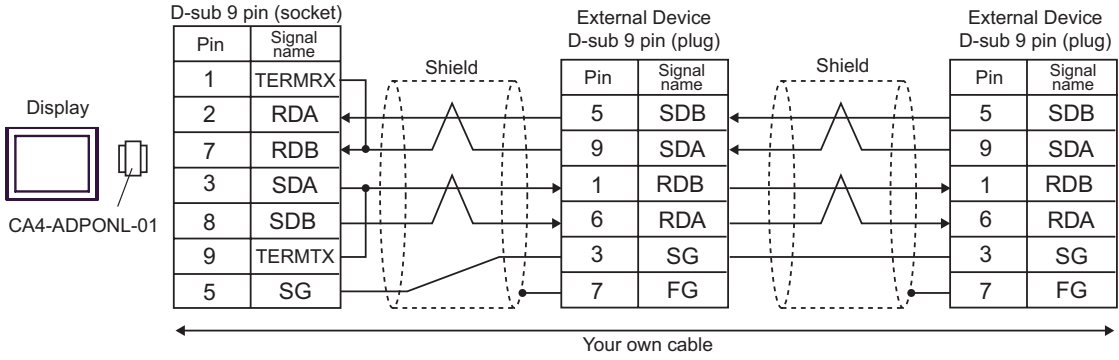 D-sub 9 pin (socket)
Pin Signal name
1 TERMRX
2 RDA
7 RDB
3 SDA
8 SDB
9 TERMTX
5 SG
Display
CA4-ADPONL-01
Shield
External Device
D-sub 9 pin (plug)
Pin Signal name
5 SDB
9 SDA
1 RDB
6 RDA
3 SG
7 FG
Shield
External Device
D-sub 9 pin (plug)
Pin Signal name
5 SDB
9 SDA
1 RDB
6 RDA
3 SG
7 FG
Your own cable